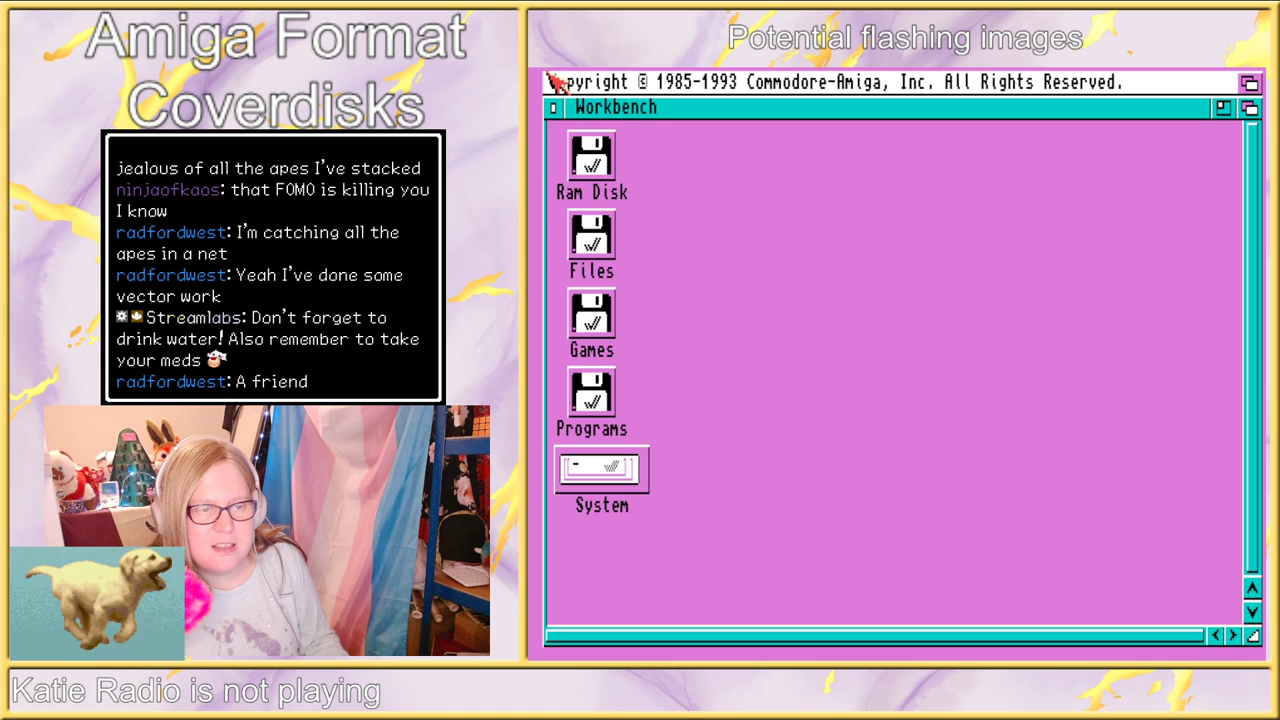 Amiga Format
Coverdisks
jealous of all the apes I've stacked
ninjaofkaos: that FOMO is killing you
I know
radfordwest: I'm catching all the
apes in a net
radfordwest: Yeah I've done some
vector work
Streamlabs: Don't forget to
drink water! Also remember to take
your meds
radfordwest: A friend
Katie Radio is not playing
Potential flashing images
pyright © 1985-1993 Commodore-Amiga, Inc. All Rights Reserved.
Workbench
Ram Disk
Files
Games
Programs
System